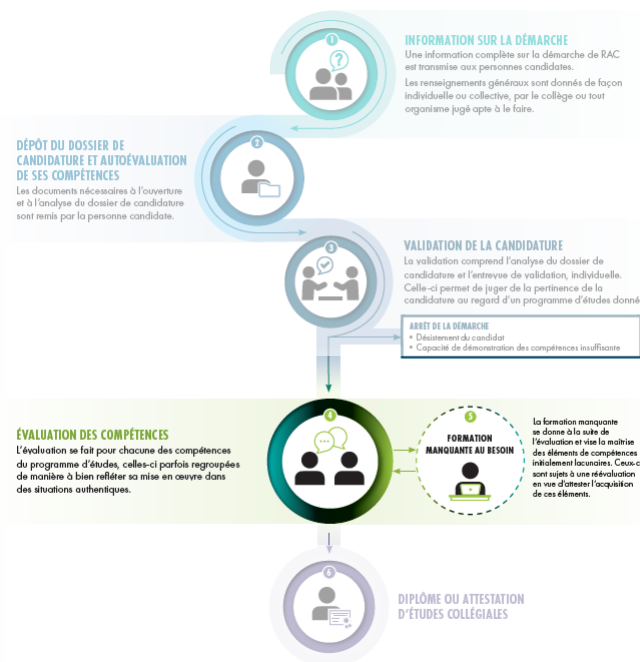 1
INFORMATION SUR LA DÉMARCHE
Une information complète sur la démarche de RAC
est transmise aux personnes candidates.
Les renseignements généraux sont donnés de façon
individuelle ou collective, par le collège ou tout
organisme jugé apte à le faire.
2
DÉPÔT DU DOSSIER DE
CANDIDATURE ET AUTOÉVALUATION
DE SES COMPÉTENCES
Les documents nécessaires à l'ouverture
et à l'analyse du dossier de candidature
sont remis par la personne candidate.
3
VALIDATION DE LA CANDIDATURE
La validation comprend l'analyse du dossier de
candidature et l'entrevue de validation, individuelle.
Celle-ci permet de juger de la pertinence de la
candidature au regard d'un programme d'études donné
ARRÊT DE LA DÉMARCHE
• Désistement du candidat
• Capacité de démonstration des compétences insuffisante
4
ÉVALUATION DES COMPÉTENCES
L'évaluation se fait pour chacune des compétences
du programme d'études, celles-ci parfois regroupées
de manière à bien refléter sa mise en œuvre dans
des situations authentiques.
5
FORMATION
MANQUANTE AU BESOIN
La formation manquante
se donne à la suite de
l'évaluation et vise la maitrise
des éléments de compétences
initialement lacunaires. Ceux-c
sont sujets à une réévaluation
en vue d'attester l'acquisition
de ces éléments.
6
DIPLÔME OU ATTESTATION
D'ÉTUDES COLLÉGIALES